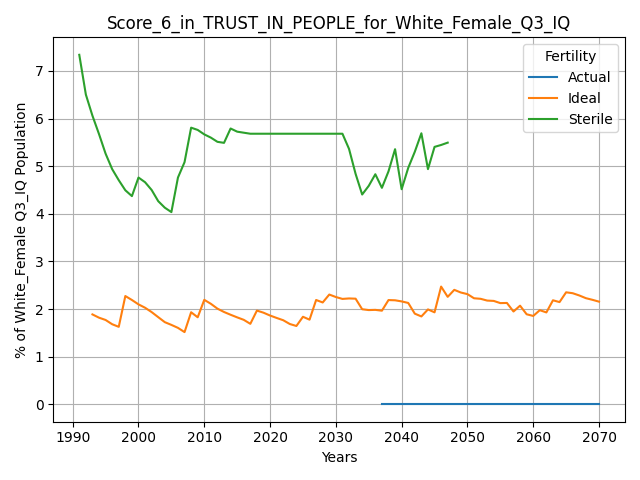 Score_6_in_TRUST_IN_PEOPLE_for_White_Female_Q3_IQ
Fertility
Actual
Ideal
Sterile
% of White_Female Q3_IQ Population
7
6
5
4
3
2
1
0
1990 2000 2010 2020 2030 2040 2050 2060 2070
Years